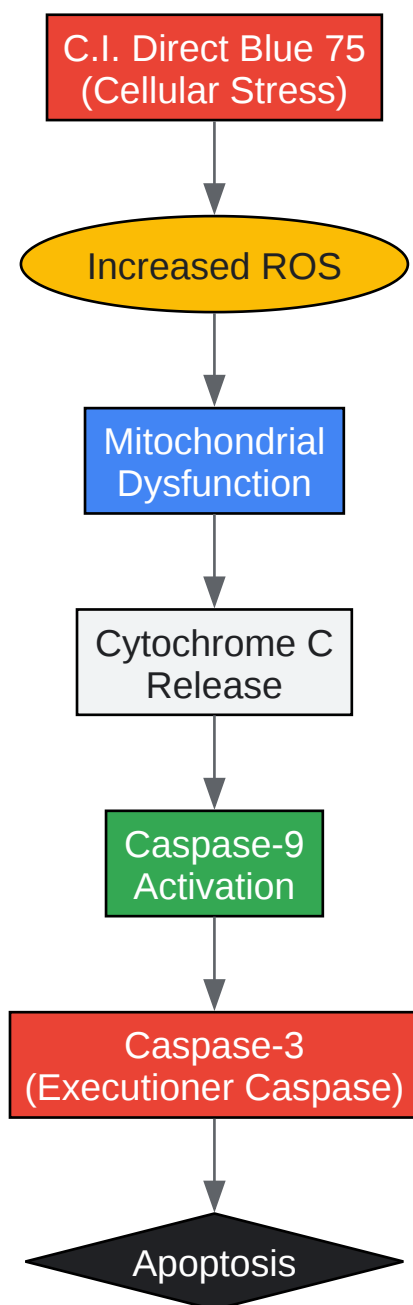 C.I. Direct Blue 75
(Cellular Stress)
Increased ROS
Mitochondrial
Dysfunction
Cytochrome C
Release
Caspase-9
Activation
Caspase-3
(Executioner Caspase)
Apoptosis